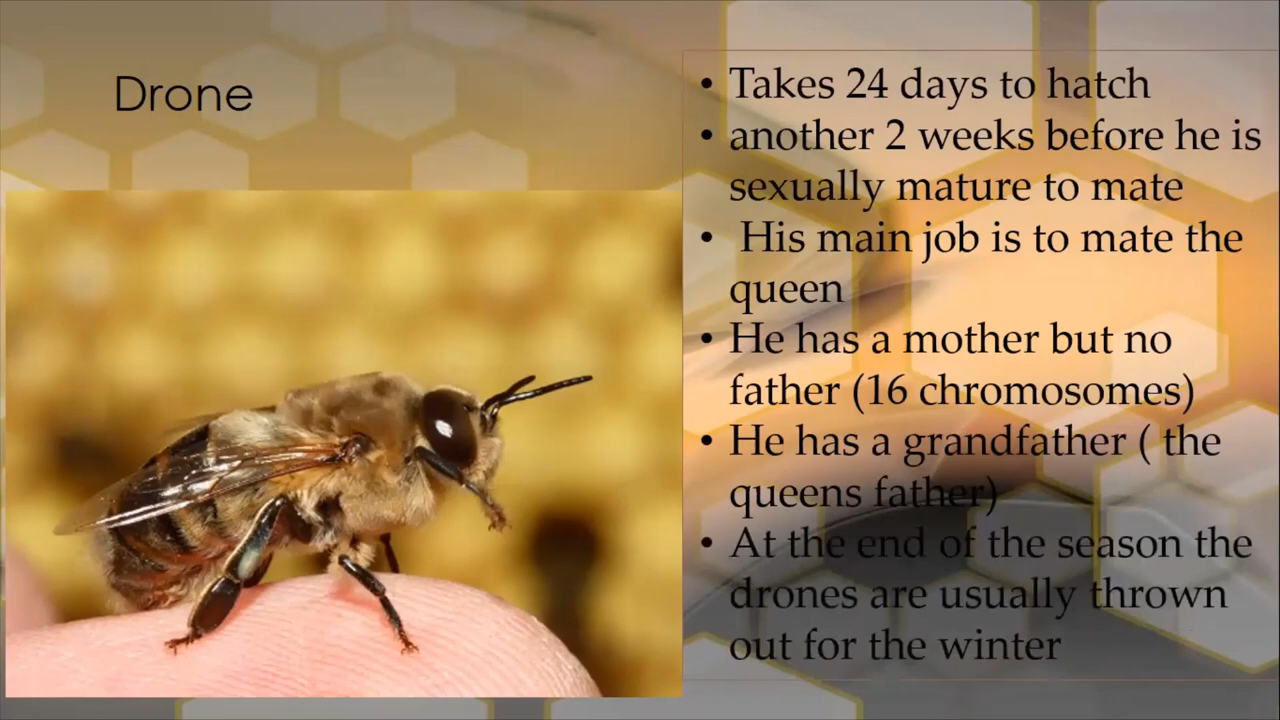 Drone
• Takes 24 days to hatch
• another 2 weeks before he is
sexually mature to mate
• His main job is to mate the
queen
• He has a mother but no
father (16 chromosomes)
• He has a grandfather ( the
queens father)
• At the end of the season the
drones are usually thrown
out for the winter